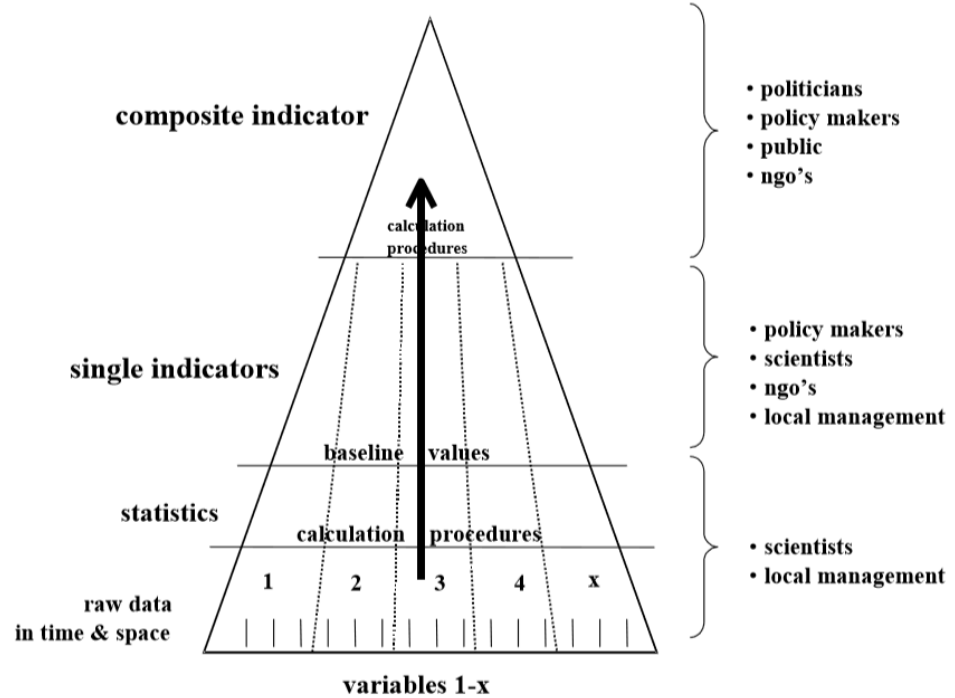 composite indicator
• politicians
• policy makers
• public
• ngo’s
calculation
procedures
single indicators
• policy makers
• scientists
• ngo’s
• local management
baseline values
statistics
calculation procedures
• scientists
• local management
1 2 3 4 x
raw data
in time & space
variables 1-x